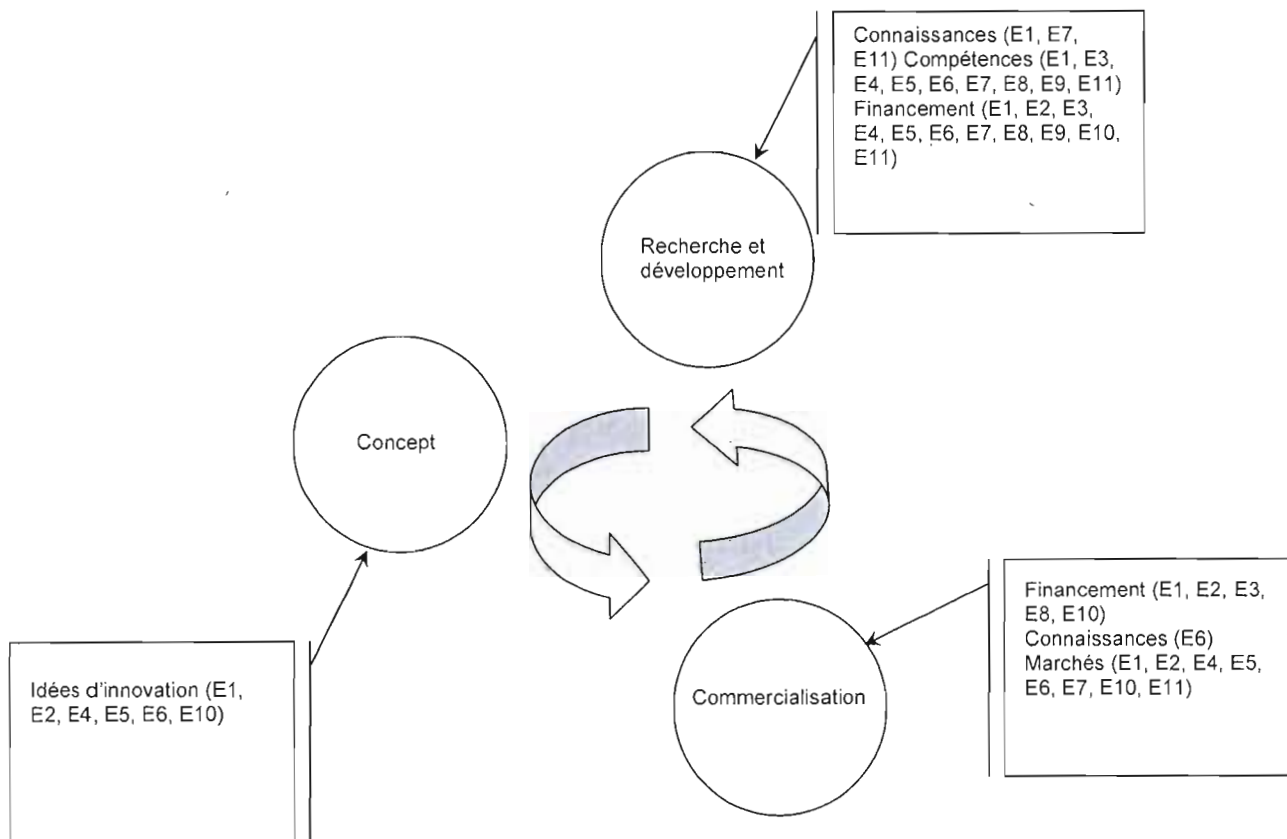 Connaissances (E1, E7,
E11) Compétences (E1, E3,
E4, E5, E6, E7, E8, E9, E11)
Financement (E1, E2, E3,
E4, E5, E6, E7, E8, E9, E10,
E11)
Recherche et
développement
Concept
Financement (E1, E2, E3,
E8, E10)
Connaissances (E6)
Marchés (E1, E2, E4, E5,
E6, E7, E10, E11)
Commercialisation
Idées d'innovation (E1,
E2, E4, E5, E6, E10)